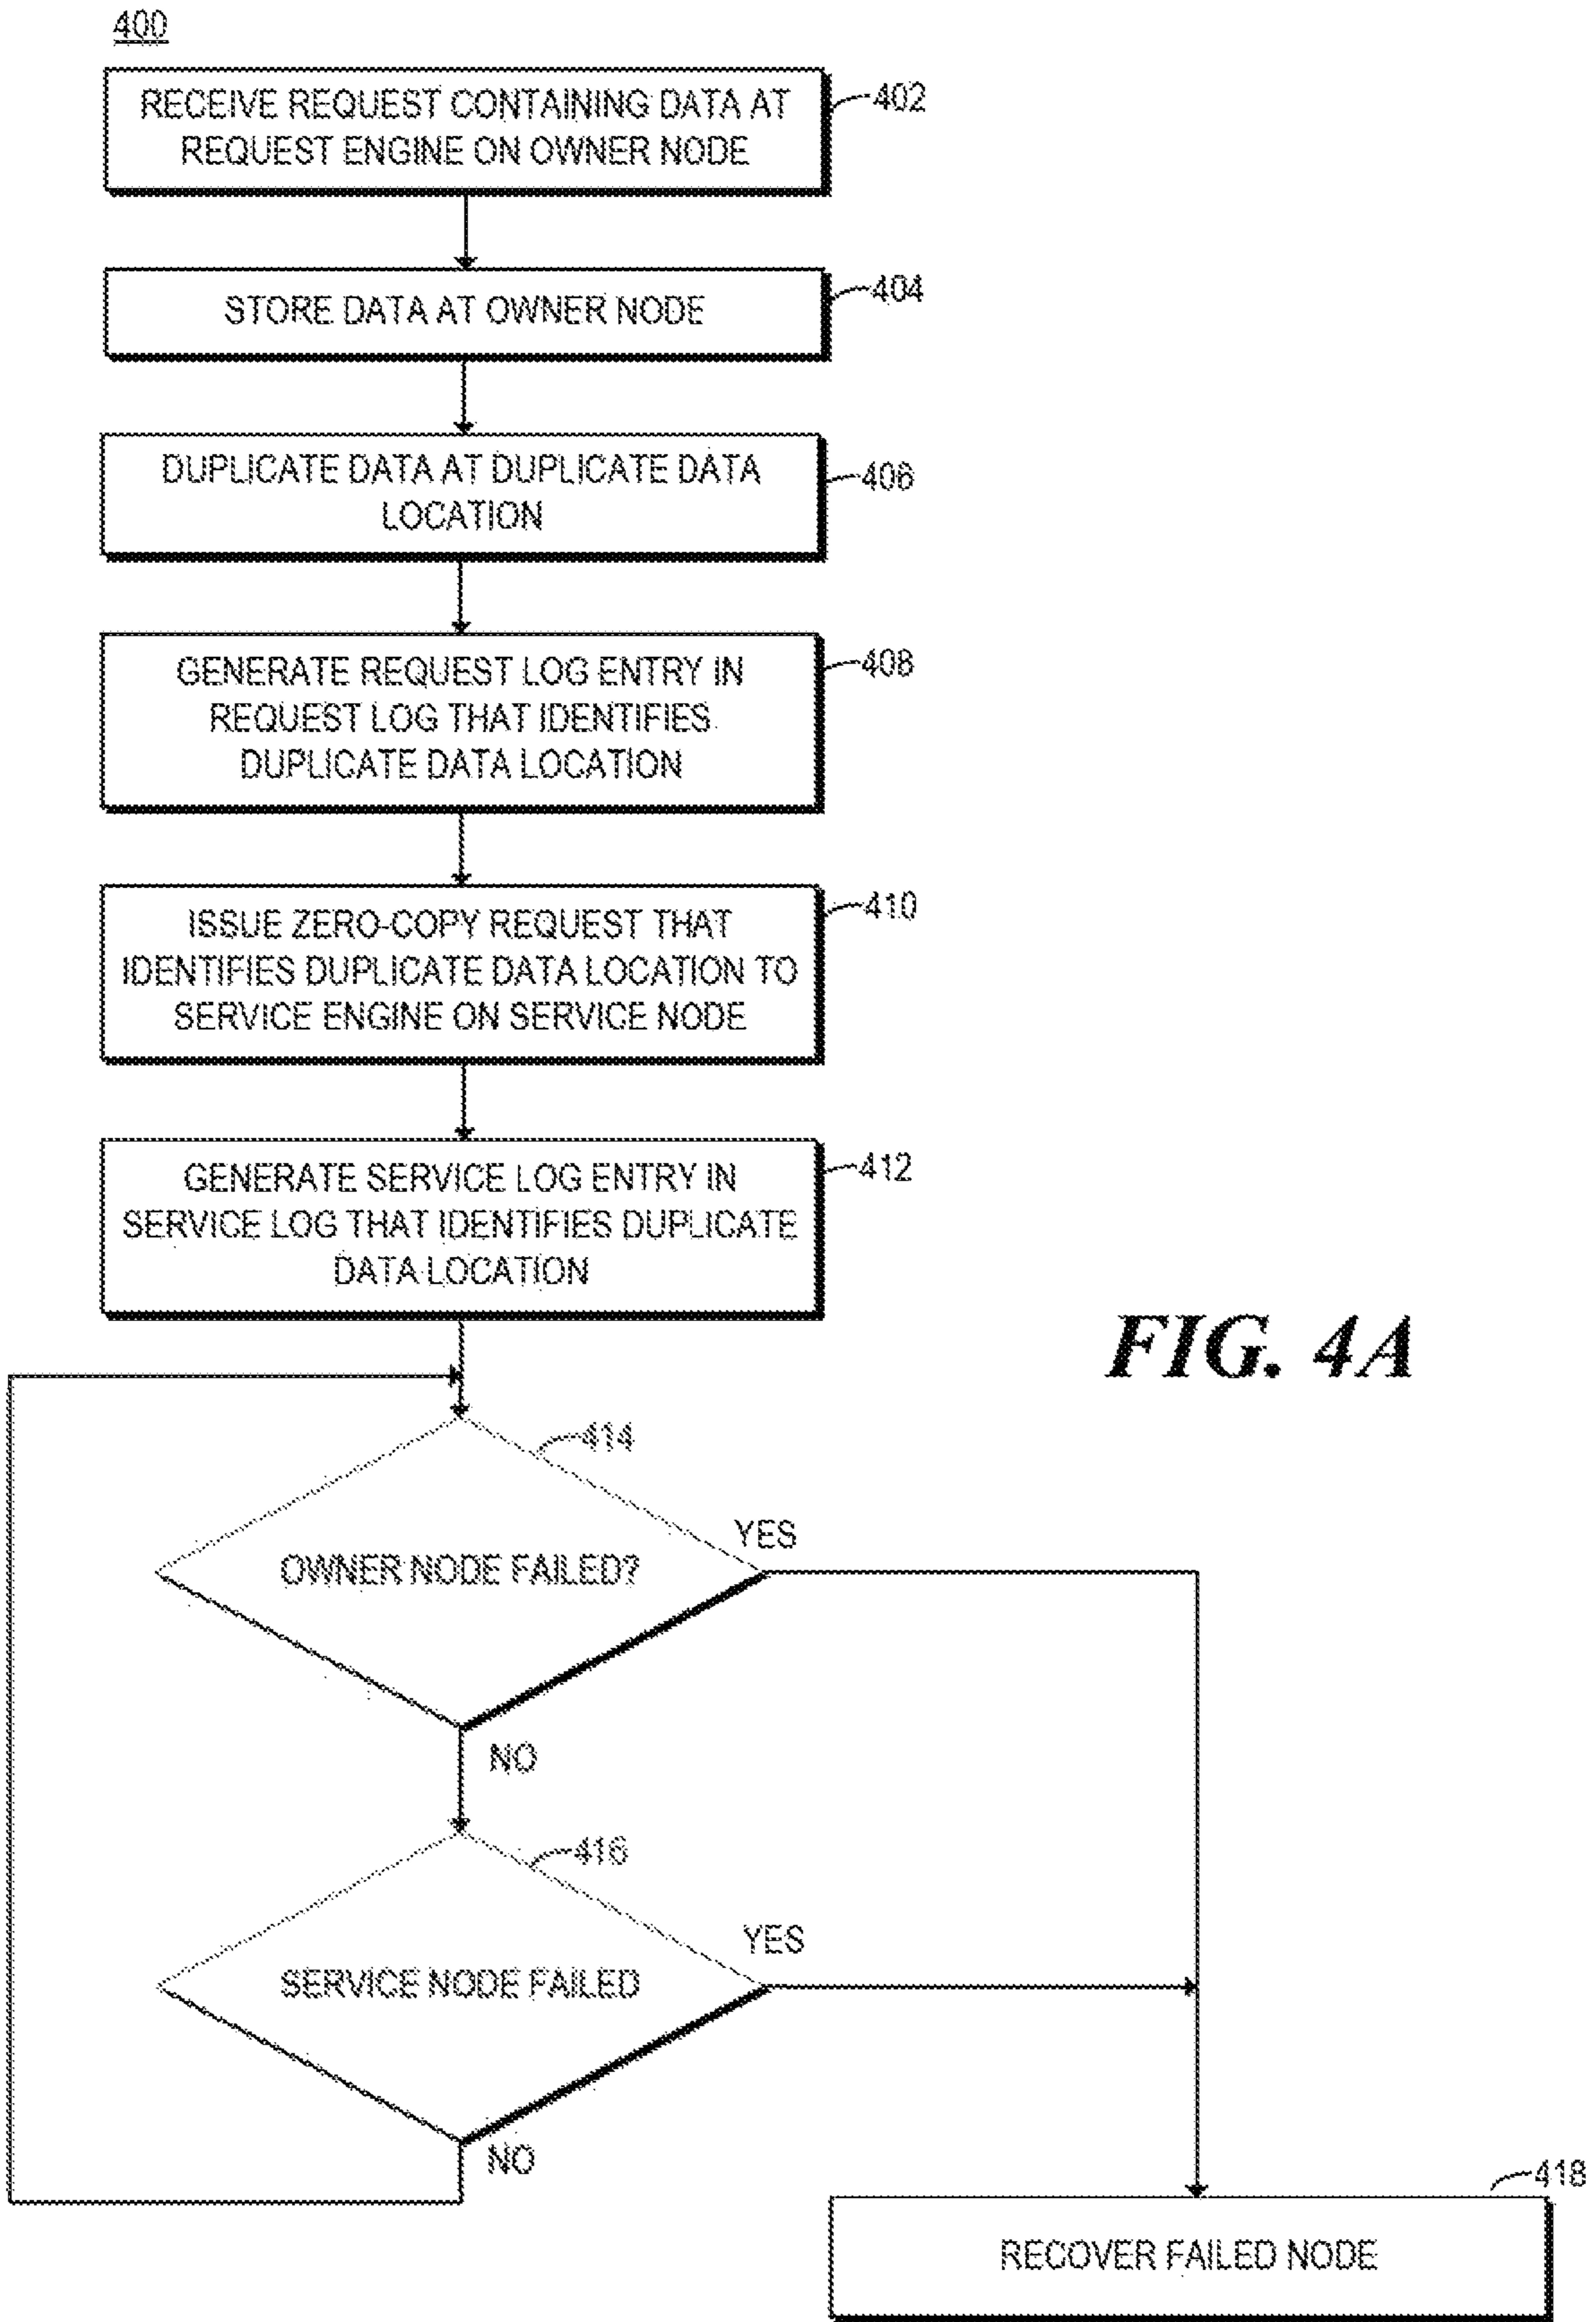 400
RECEIVE REQUEST CONTAINING DATA AT
REQUEST ENGINE ON OWNER NODE
402
STORE DATA AT OWNER NODE
404
DUPLICATE DATA AT DUPLICATE DATA
LOCATION
406
GENERATE REQUEST LOG ENTRY IN
REQUEST LOG THAT IDENTIFIES
DUPLICATE DATA LOCATION
408
ISSUE ZERO-COPY REQUEST THAT
IDENTIFIES DUPLICATE DATA LOCATION TO
SERVICE ENGINE ON SERVICE NODE
410
GENERATE SERVICE LOG ENTRY IN
SERVICE LOG THAT IDENTIFIES DUPLICATE
DATA LOCATION
412
FIG. 4A
414
OWNER NODE FAILED?
YES
NO
416
SERVICE NODE FAILED
YES
NO
418
RECOVER FAILED NODE